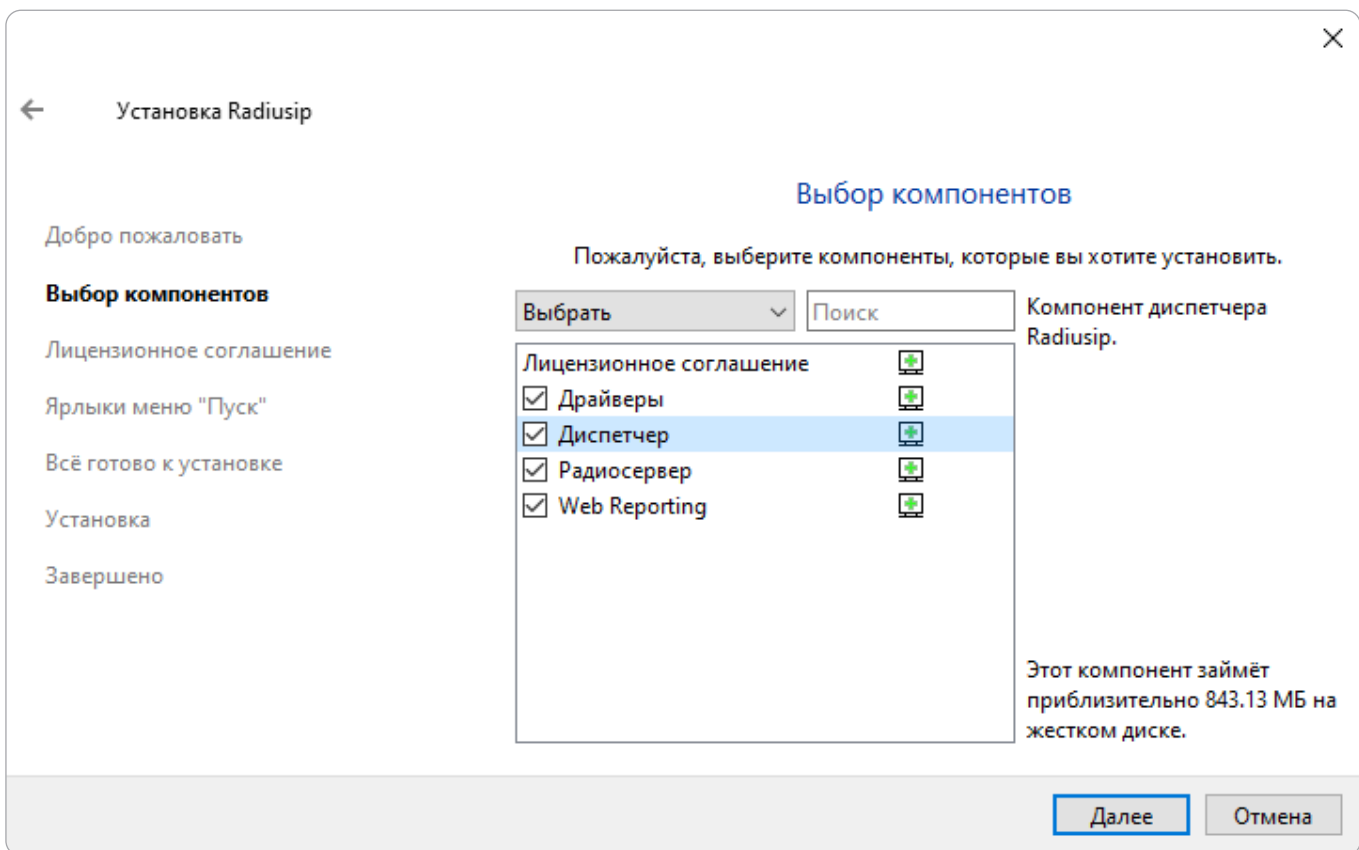 Установка Radiusip
Выбор компонентов
Добро пожаловать
Выбор компонентов
Лицензионное соглашение
Ярлыки меню "Пуск"
Всё готово к установке
Установка
Завершено
Пожалуйста, выберите компоненты, которые вы хотите установить.
Выбрать
Поиск
Лицензионное соглашение
Драйверы
Диспетчер
Радиосервер
Web Reporting
Компонент диспетчера
Radiusip.
Этот компонент займёт
приблизительно 843.13 МБ на
жестком диске.
Далее
Отмена